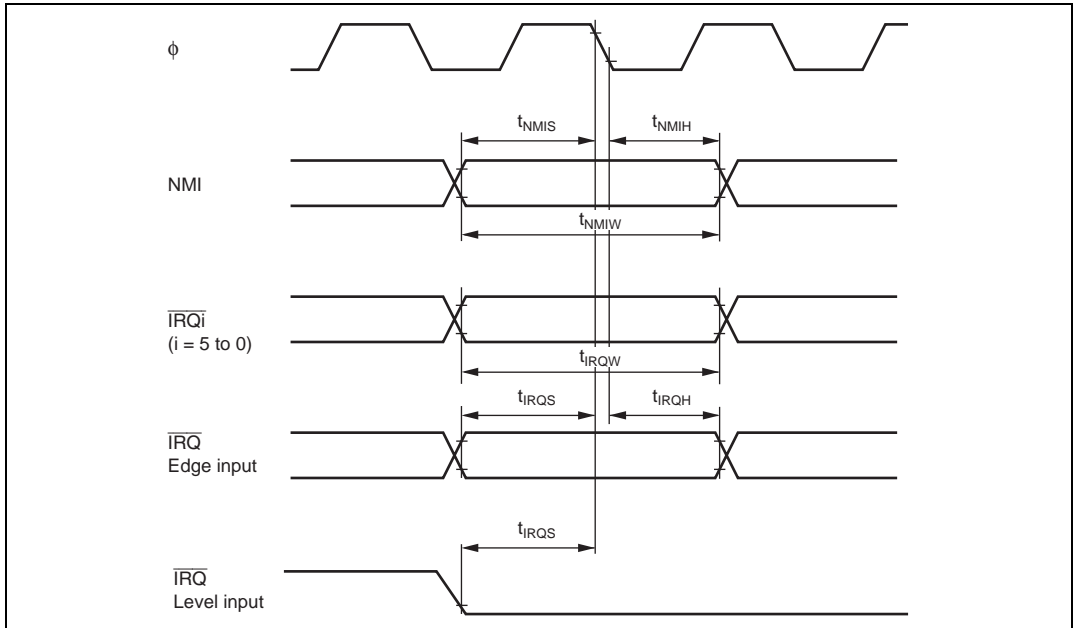 ϕ
tNMIS tNMIH
NMI
tNMIW
IRQi
(i = 5 to 0)
tIRQW
tIRQS tIRQH
IRQ
Edge input
tIRQS
IRQ
Level input